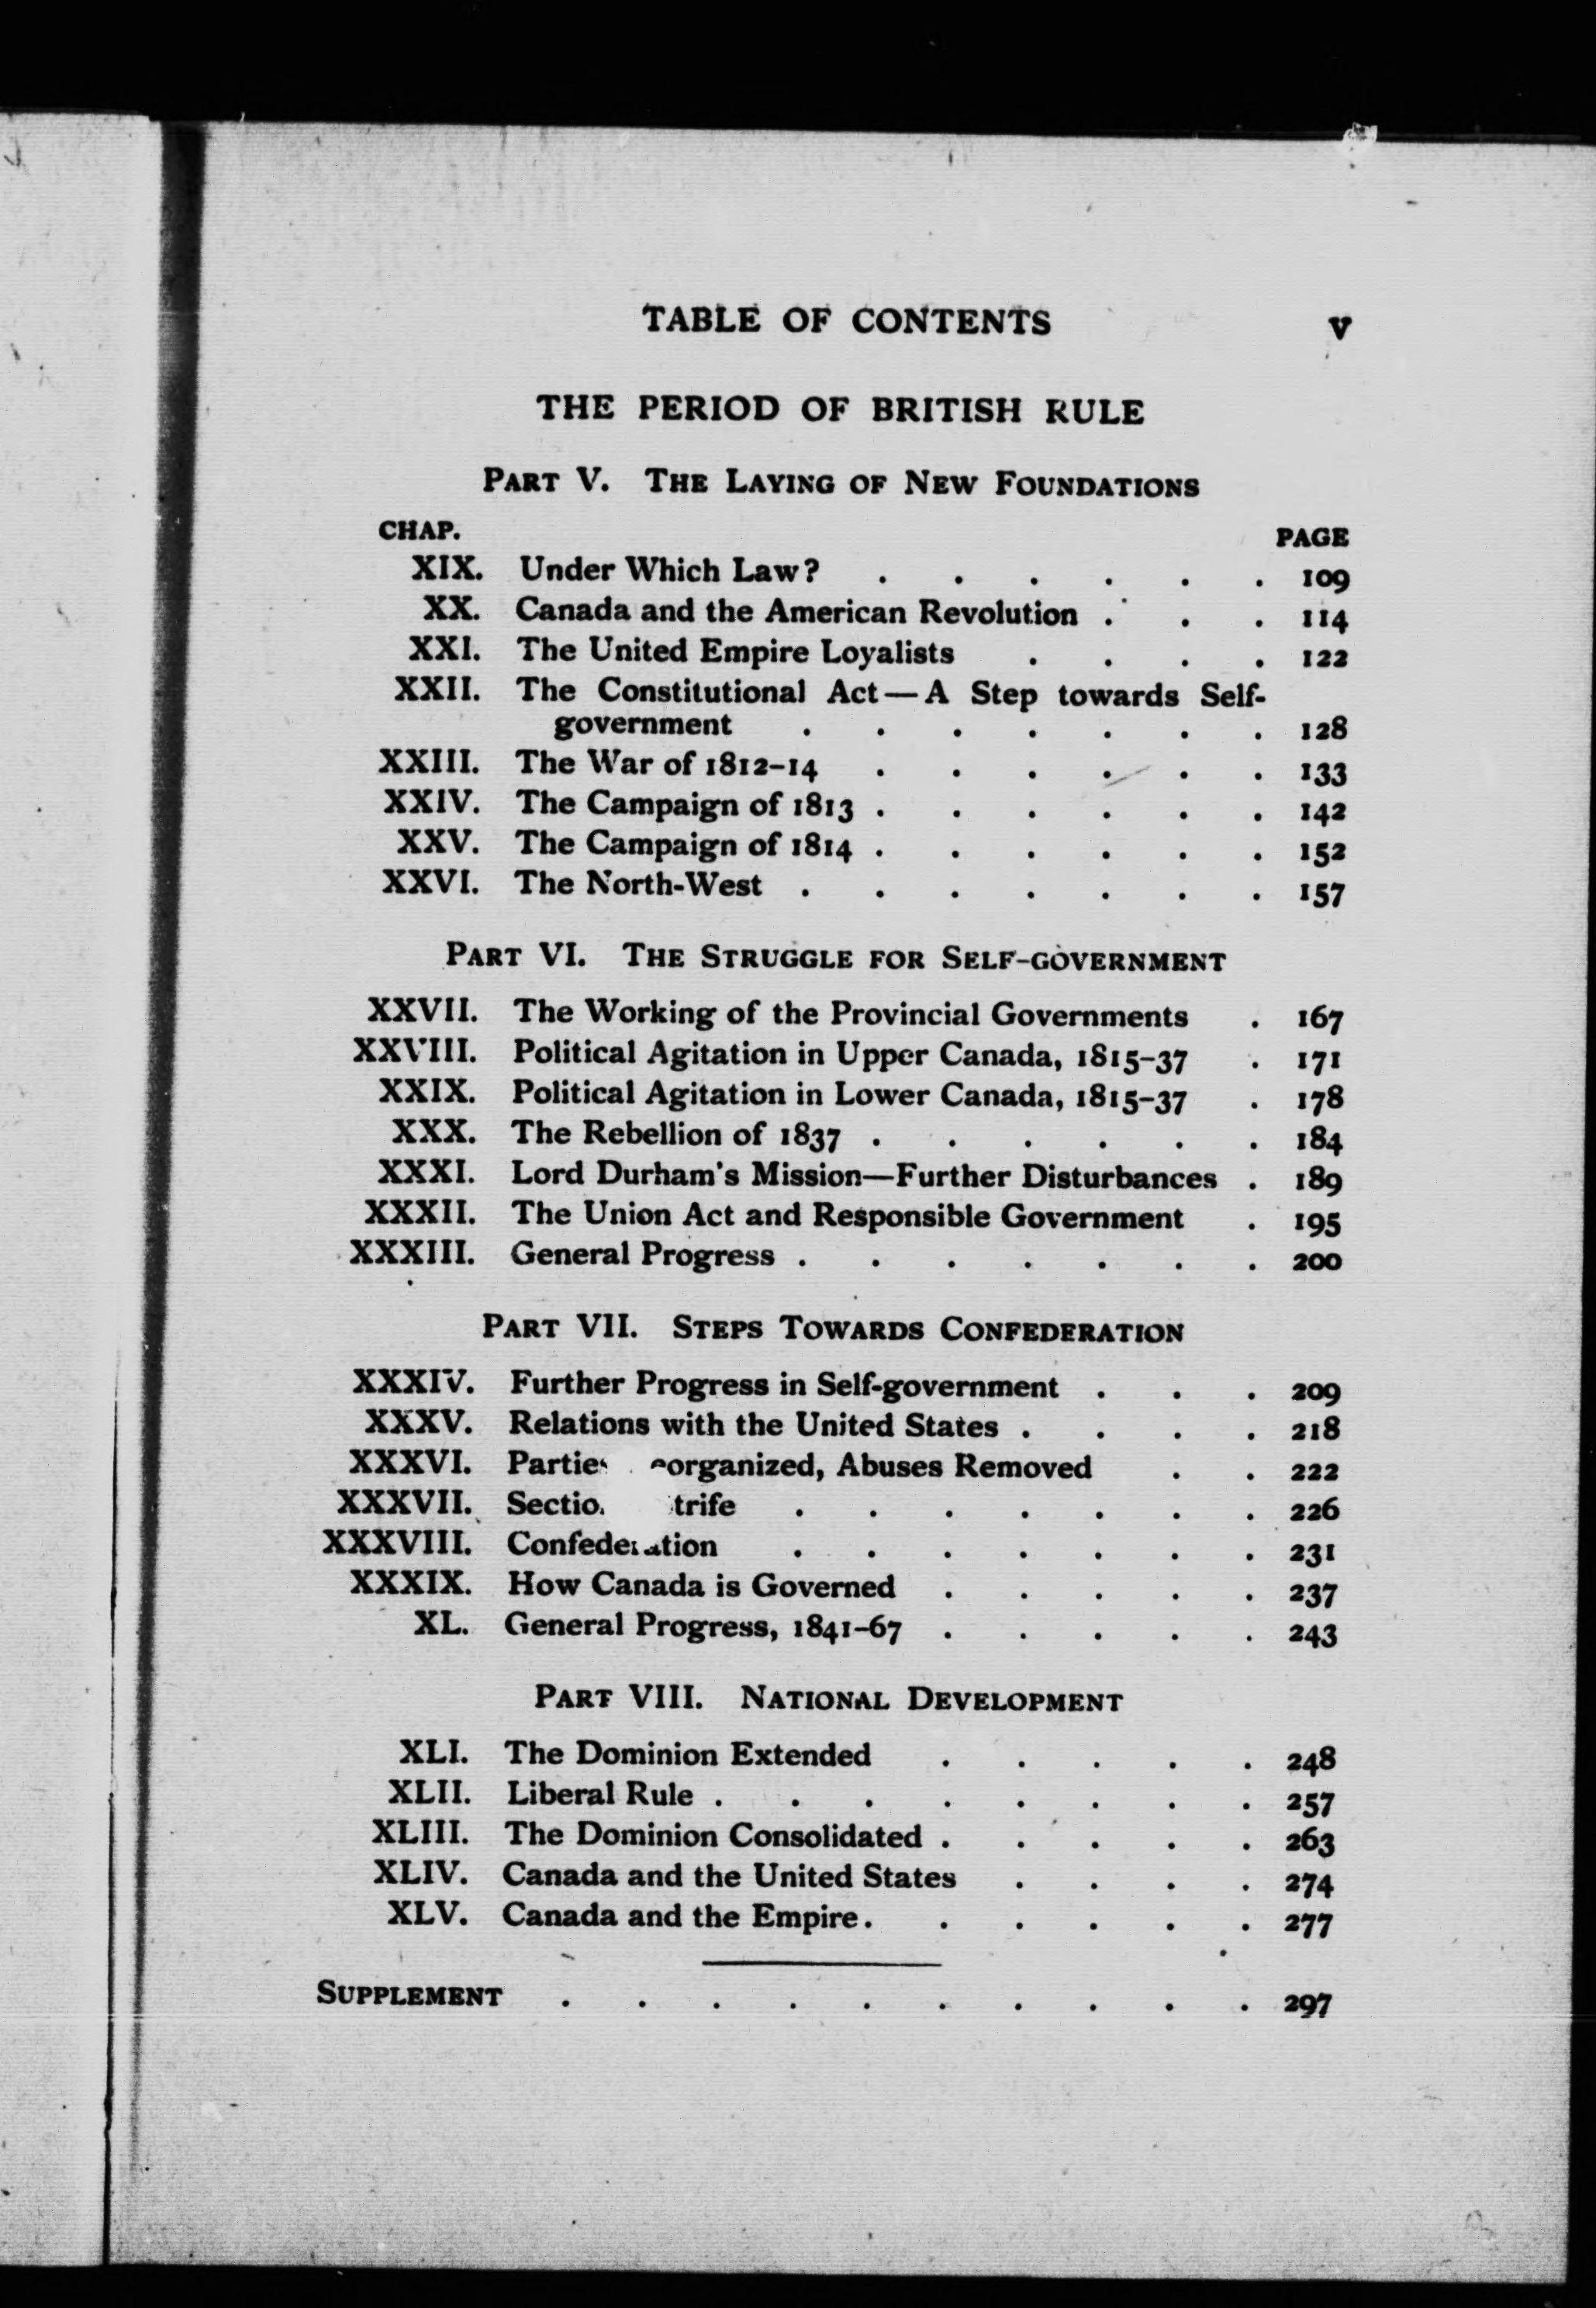 TABLE OF CONTENTS v
THE PERIOD OF BRITISH RULE
PART V. THE LAYING OF NEW FOUNDATIONS
CHAP. PAGE
XIX. Under Which Law? . . . . . . 109
XX. Canada and the American Revolution . . . 114
XXI. The United Empire Loyalists . . . . 122
XXII. The Constitutional Act—A Step towards Self-
government . . . . . . . 128
XXIII. The War of 1812–14 . . . . . . 133
XXIV. The Campaign of 1813 . . . . . . 142
XXV. The Campaign of 1814 . . . . . . 152
XXVI. The North-West . . . . . . . 157
PART VI. THE STRUGGLE FOR SELF-GOVERNMENT
XXVII. The Working of the Provincial Governments . 167
XXVIII. Political Agitation in Upper Canada, 1815–37 . 171
XXIX. Political Agitation in Lower Canada, 1815–37 . 178
XXX. The Rebellion of 1837 . . . . . . 184
XXXI. Lord Durham's Mission—Further Disturbances . 189
XXXII. The Union Act and Responsible Government . 195
XXXIII. General Progress . . . . . . . 200
PART VII. STEPS TOWARDS CONFEDERATION
XXXIV. Further Progress in Self-government . . . 209
XXXV. Relations with the United States . . . . 218
XXXVI. Abuses Removed . . 222
XXXVII. . . . . . . . 226
XXXVIII. Confederation . . . . . . . 231
XXXIX. How Canada is Governed . . . . . 237
XL. General Progress, 1841–67 . . . . . 243
PART VIII. NATIONAL DEVELOPMENT
XLI. The Dominion Extended . . . . . 248
XLII. Liberal Rule . . . . . . . . 257
XLIII. The Dominion Consolidated . . . . . 263
XLIV. Canada and the United States . . . . 274
XLV. Canada and the Empire . . . . . . 277
SUPPLEMENT . . . . . . . . . . 297